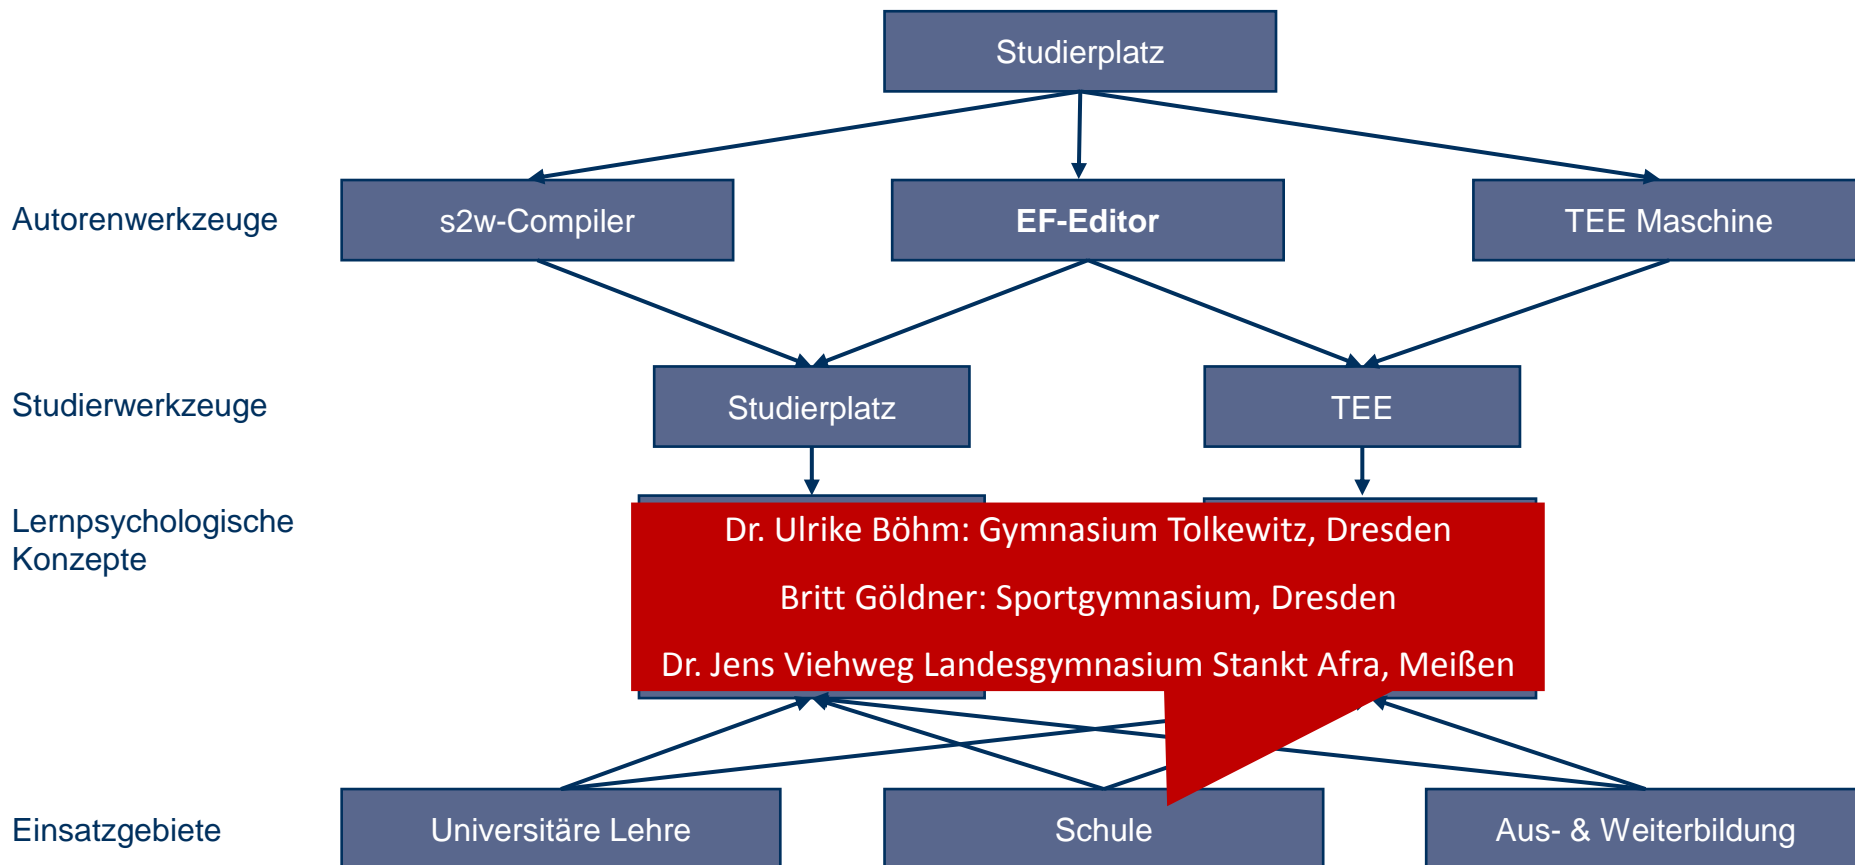 Studierplatz
Autorenwerkzeuge
s2w-Compiler
EF-Editor
TEE Maschine
Studierwerkzeuge
Studierplatz
TEE
Lernpsychologische
Konzepte
Dr. Ulrike Böhm: Gymnasium Tolkewitz, Dresden
Britt Göldner: Sportgymnasium, Dresden
Dr. Jens Viehweg Landesgymnasium Stankt Afra, Meißen
Einsatzgebiete
Universitäre Lehre
Schule
Aus- & Weiterbildung